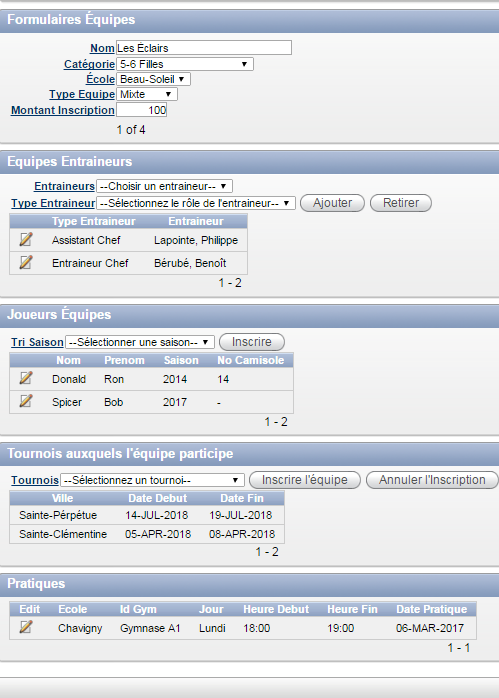 Formulaires Équipes
Nom Les Éclairs
Catégorie 5-6 Filles
École Beau-Soleil
Type Equipe Mixte
Montant Inscription 100
1 of 4
Equipes Entraineurs
Entraineurs --Choisir un entraineur--
Type Entraineur --Sélectionnez le rôle de l'entraineur-- Ajouter Retirer
Type Entraineur Entraineur
Assistant Chef Lapointe, Philippe
Entraineur Chef Bérubé, Benoît
1 - 2
Joueurs Équipes
Tri Saison --Sélectionner une saison-- Inscrire
Nom Prenom Saison No Camisole
Donald Ron 2014 14
Spicer Bob 2017 -
1 - 2
Tournois auxquels l'équipe participe
Tournois --Sélectionnez un tournoi-- Inscrire l'équipe Annuler l'Inscription
Ville Date Debut Date Fin
Sainte-Pérpétue 14-JUL-2018 19-JUL-2018
Sainte-Clémentine 05-APR-2018 08-APR-2018
1 - 2
Pratiques
Edit Ecole Id Gym Jour Heure Debut Heure Fin Date Pratique
Chavigny Gymnase A1 Lundi 18:00 19:00 06-MAR-2017
1 - 1